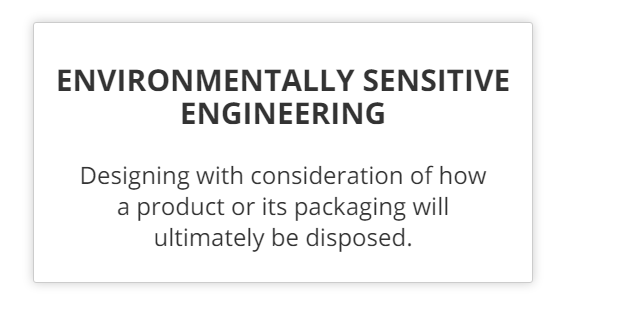 ENVIRONMENTALLY SENSITIVE
ENGINEERING
Designing with consideration of how
a product or its packaging will
ultimately be disposed.